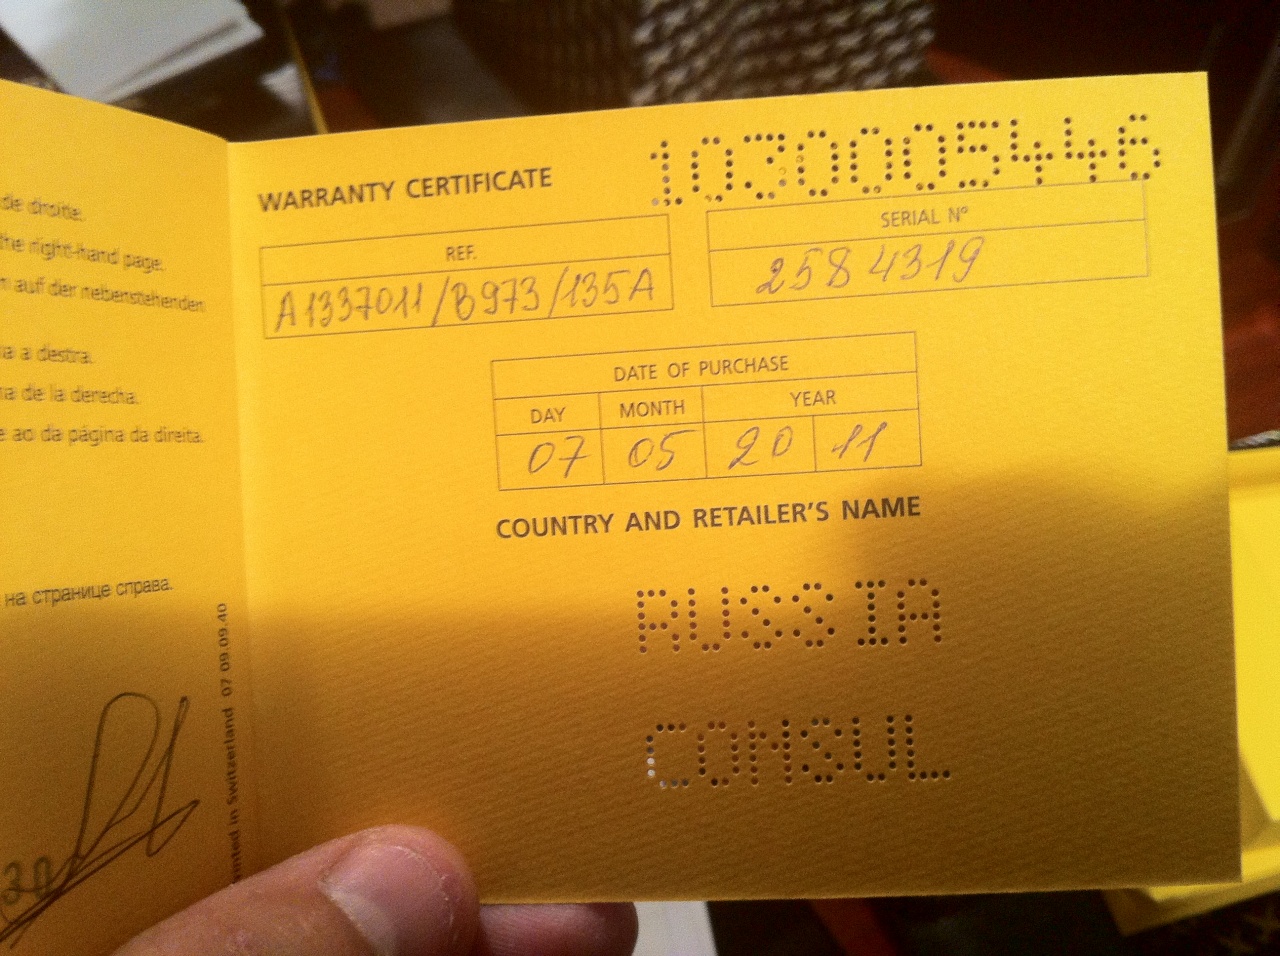 de droite.
the right-hand page.
auf der nebenstehenden
a destra.
de la derecha.
ao da página da direita.
на странице справа.
Printed in Switzerland 07 09.09.40
WARRANTY CERTIFICATE
1030005446
REF.
A1337011/B973/135A
SERIAL N°
2584319
DATE OF PURCHASE
DAY MONTH YEAR
07 05 20 11
COUNTRY AND RETAILER'S NAME
RUSSIA
CONSUL